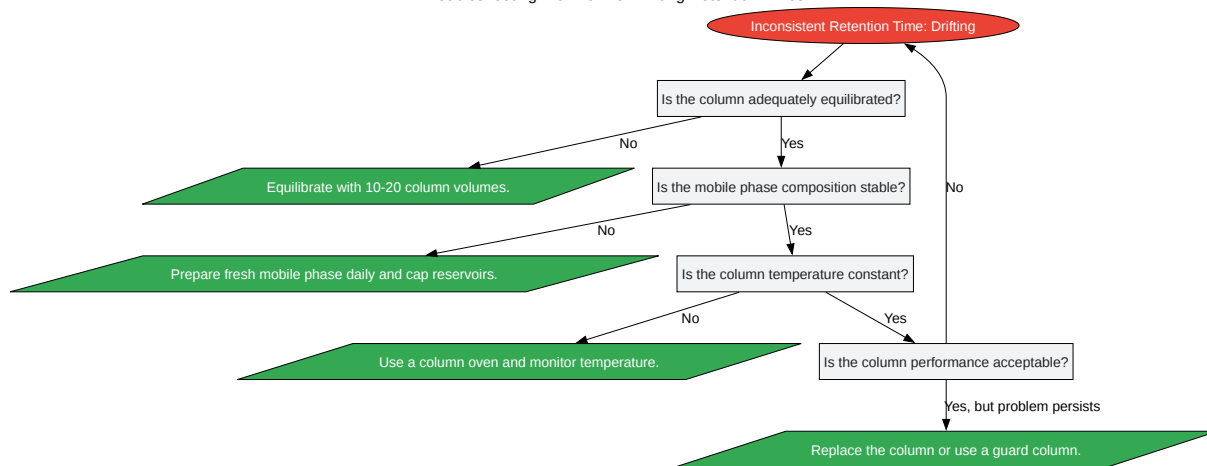 Inconsistent Retention Time: Drifting
Is the column adequately equilibrated?
No
Yes
Equilibrate with 10-20 column volumes.
Is the mobile phase composition stable?
No
No
Yes
Prepare fresh mobile phase daily and cap reservoirs.
Is the column temperature constant?
No
Yes
Use a column oven and monitor temperature.
Is the column performance acceptable?
Yes, but problem persists
Replace the column or use a guard column.